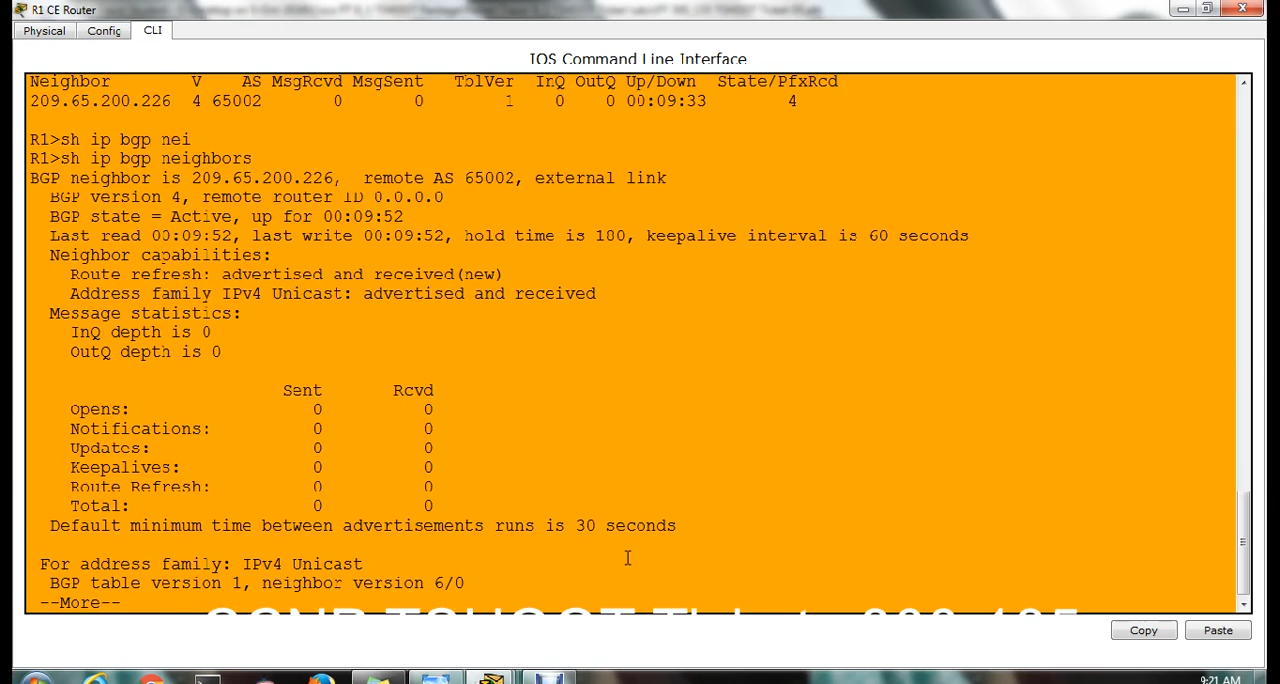 R1 CE Router
Physical Config CLI
IOS Command Line Interface
Neighbor V AS MsgRcvd MsgSent TblVer InQ OutQ Up/Down State/PfxRcd
209.65.200.226 4 65002 0 0 1 0 0 00:09:33 4
R1>sh ip bgp nei
R1>sh ip bgp neighbors
BGP neighbor is 209.65.200.226, remote AS 65002, external link
BGP version 4, remote router ID 0.0.0.0
BGP state = Active, up for 00:09:52
Last read 00:09:52, last write 00:09:52, hold time is 180, keepalive interval is 60 seconds
Neighbor capabilities:
Route refresh: advertised and received(new)
Address family IPv4 Unicast: advertised and received
Message statistics:
InQ depth is 0
OutQ depth is 0
Sent Rcvd
Opens: 0 0
Notifications: 0 0
Updates: 0 0
Keepalives: 0 0
Route Refresh: 0 0
Total: 0 0
Default minimum time between advertisements runs is 30 seconds
For address family: IPv4 Unicast
BGP table version 1, neighbor version 6/0
--More--
Copy Paste
9:21 AM